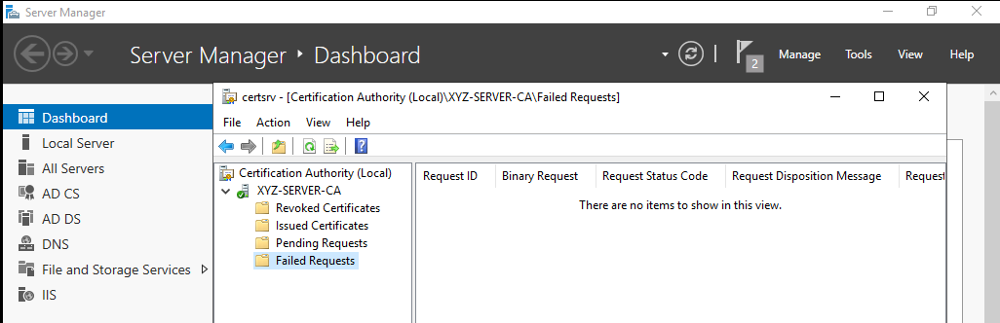 Server Manager
Server Manager • Dashboard
2
Manage
Tools
View
Help
Dashboard
Local Server
All Servers
AD CS
AD DS
DNS
File and Storage Services
IIS
certsrv - [Certification Authority (Local)\XYZ-SERVER-CA\Failed Requests]
File Action View Help
Certification Authority (Local)
XYZ-SERVER-CA
Revoked Certificates
Issued Certificates
Pending Requests
Failed Requests
Request ID Binary Request Request Status Code Request Disposition Message Request
There are no items to show in this view.